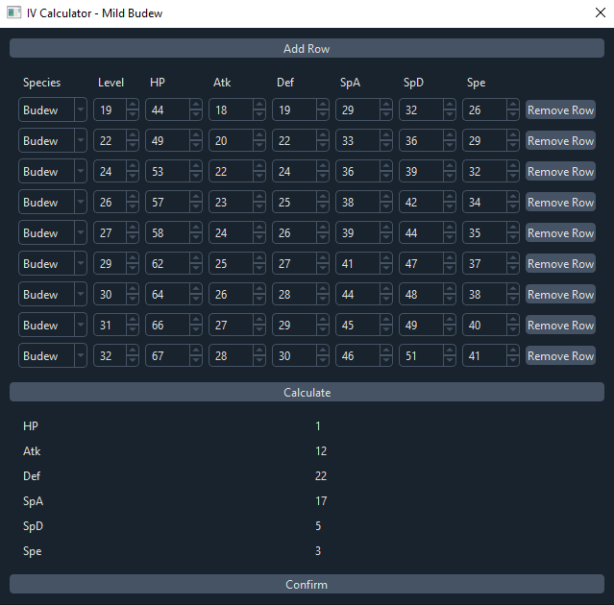 IV Calculator - Mild Budew
Add Row
Species Level HP Atk Def SpA SpD Spe
Budew 19 44 18 19 29 32 26 Remove Row
Budew 22 49 20 22 33 36 29 Remove Row
Budew 24 53 22 24 36 39 32 Remove Row
Budew 26 57 23 25 38 42 34 Remove Row
Budew 27 58 24 26 39 44 35 Remove Row
Budew 29 62 25 27 41 47 37 Remove Row
Budew 30 64 26 28 44 48 38 Remove Row
Budew 31 66 27 29 45 49 40 Remove Row
Budew 32 67 28 30 46 51 41 Remove Row
Calculate
HP 1
Atk 12
Def 22
SpA 17
SpD 5
Spe 3
Confirm